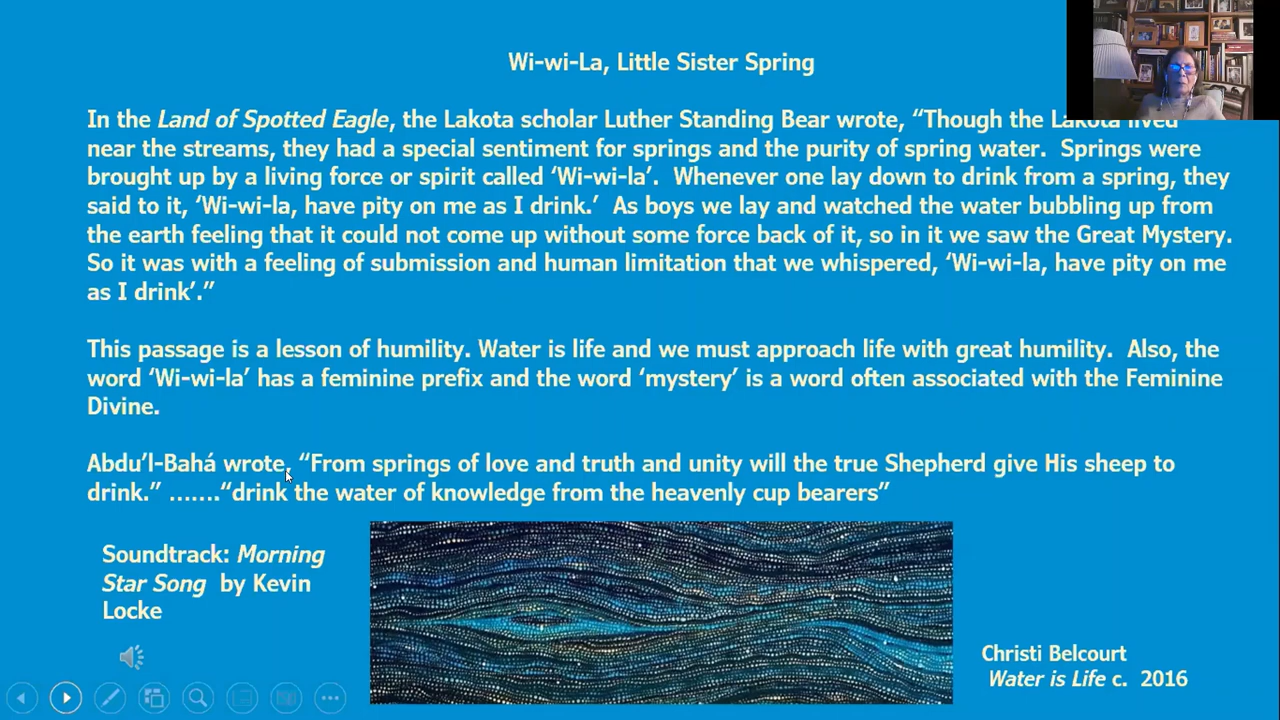 Wi-wi-La, Little Sister Spring
In the Land of Spotted Eagle, the Lakota scholar Luther Standing Bear wrote, “Though the Lakota lived
near the streams, they had a special sentiment for springs and the purity of spring water.  Springs were
brought up by a living force or spirit called ‘Wi-wi-la’.  Whenever one lay down to drink from a spring, they
said to it, ‘Wi-wi-la, have pity on me as I drink.’  As boys we lay and watched the water bubbling up from
the earth feeling that it could not come up without some force back of it, so in it we saw the Great Mystery.
So it was with a feeling of submission and human limitation that we whispered, ‘Wi-wi-la, have pity on me
as I drink’.”
This passage is a lesson of humility. Water is life and we must approach life with great humility.  Also, the
word ‘Wi-wi-la’ has a feminine prefix and the word ‘mystery’ is a word often associated with the Feminine
Divine.
Abdu’l-Bahá wrote, “From springs of love and truth and unity will the true Shepherd give His sheep to
drink.” …….“drink the water of knowledge from the heavenly cup bearers”
Soundtrack: Morning
Star Song  by Kevin
Locke
Christi Belcourt
Water is Life c.  2016